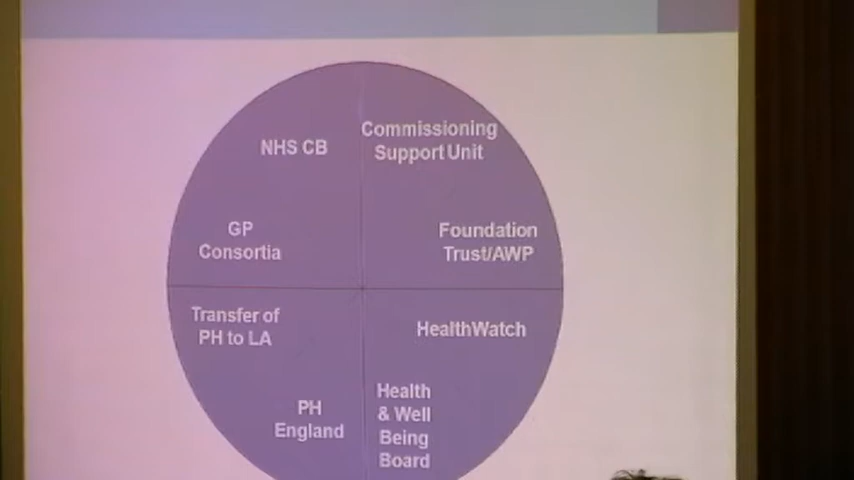 NHS CB
Commissioning
Support Unit
GP
Consortia
Foundation
Trust/AWP
Transfer of
PH to LA
HealthWatch
PH
England
Health
& Well
Being
Board